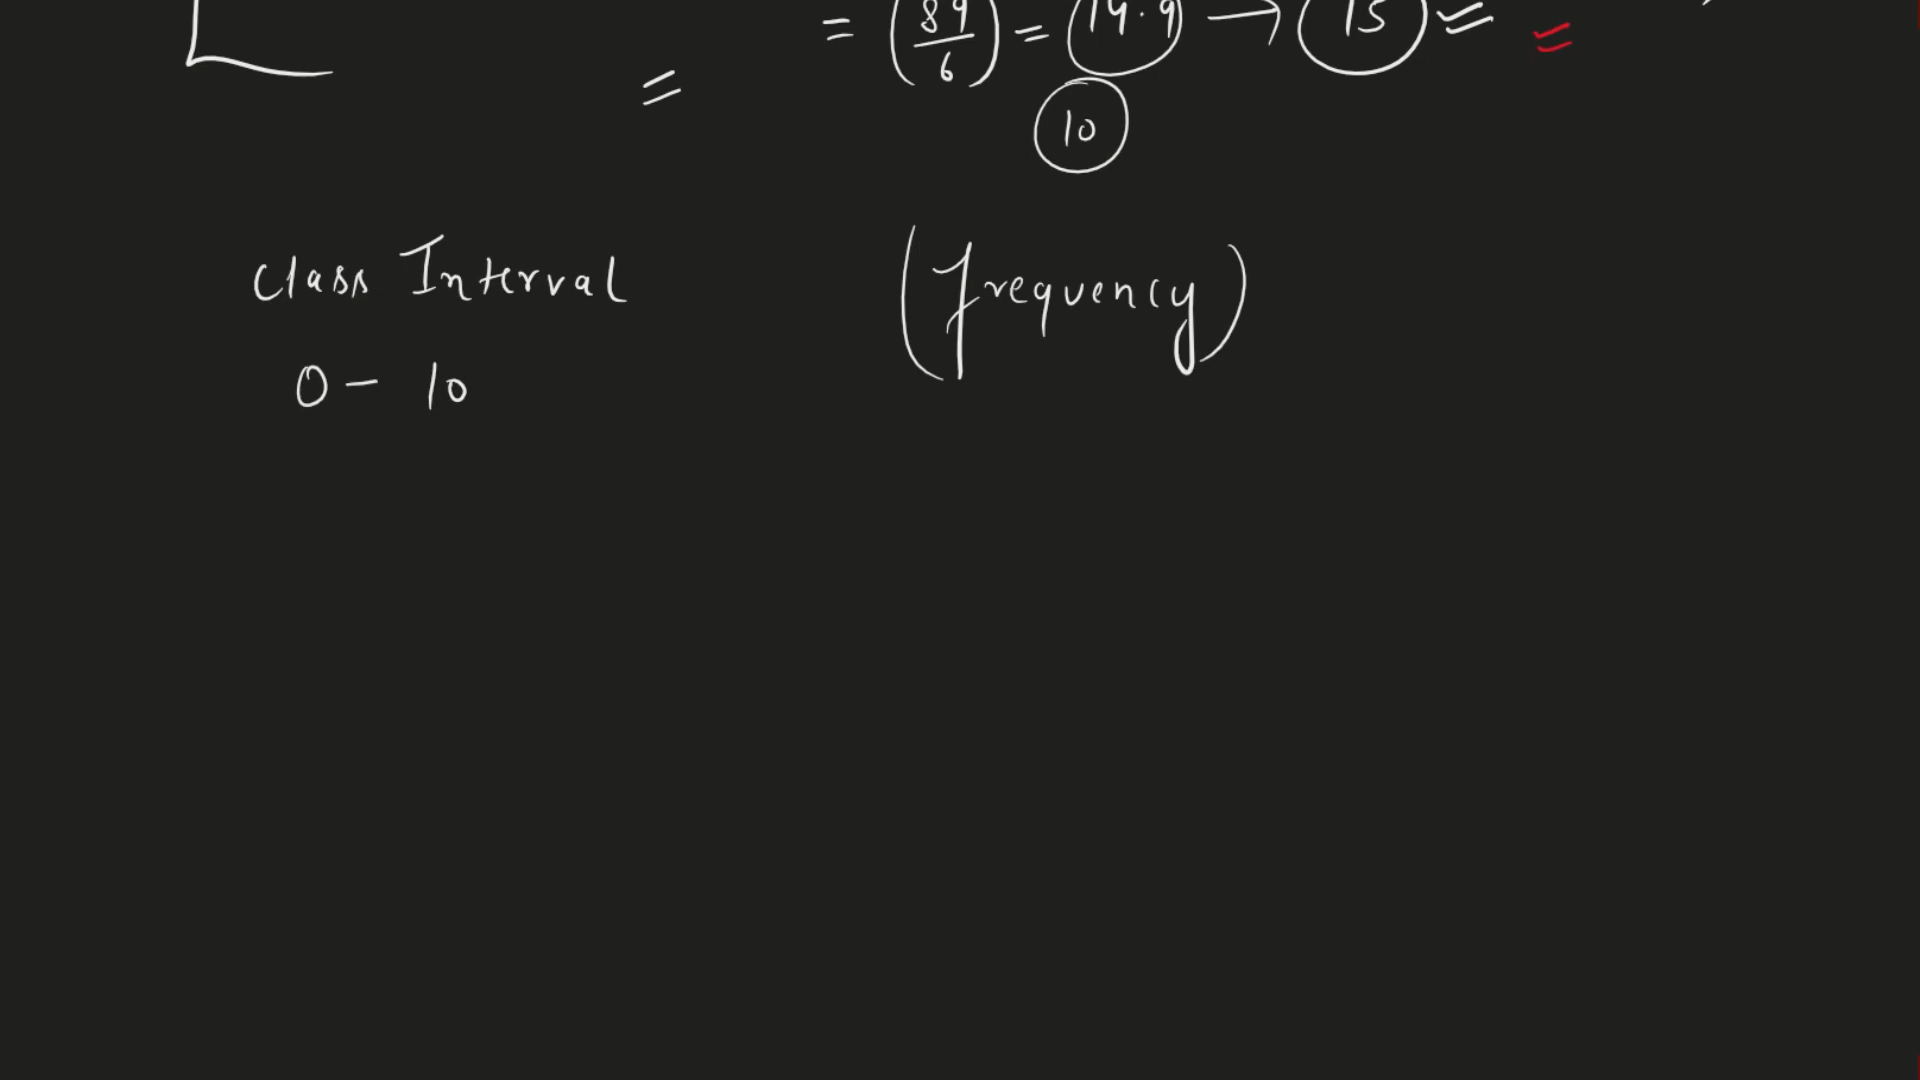 = (89/6) = 14.9 → 15
=
10
Class Interval (frequency)
0 - 10